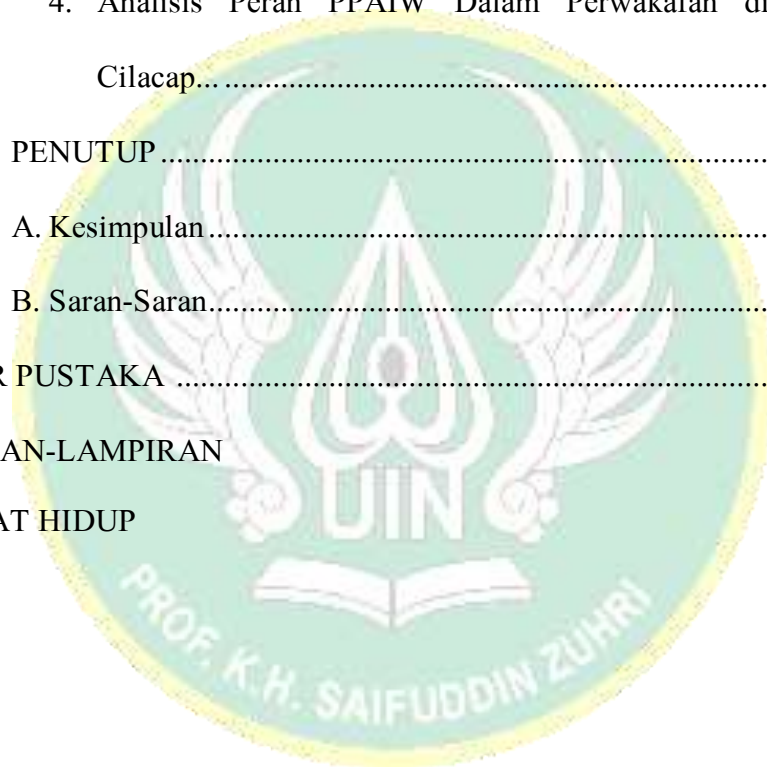 4. Analisis Peran PPAIW Dalam Perwakafan di
Cilacap... ........................................................................
PENUTUP ................................................................................
A. Kesimpulan ..........................................................................
B. Saran-Saran..........................................................................
R PUSTAKA ..............................................................................
AN-LAMPIRAN
AT HIDUP
UIN
PROF. K.H. SAIFUDDIN ZUHRI